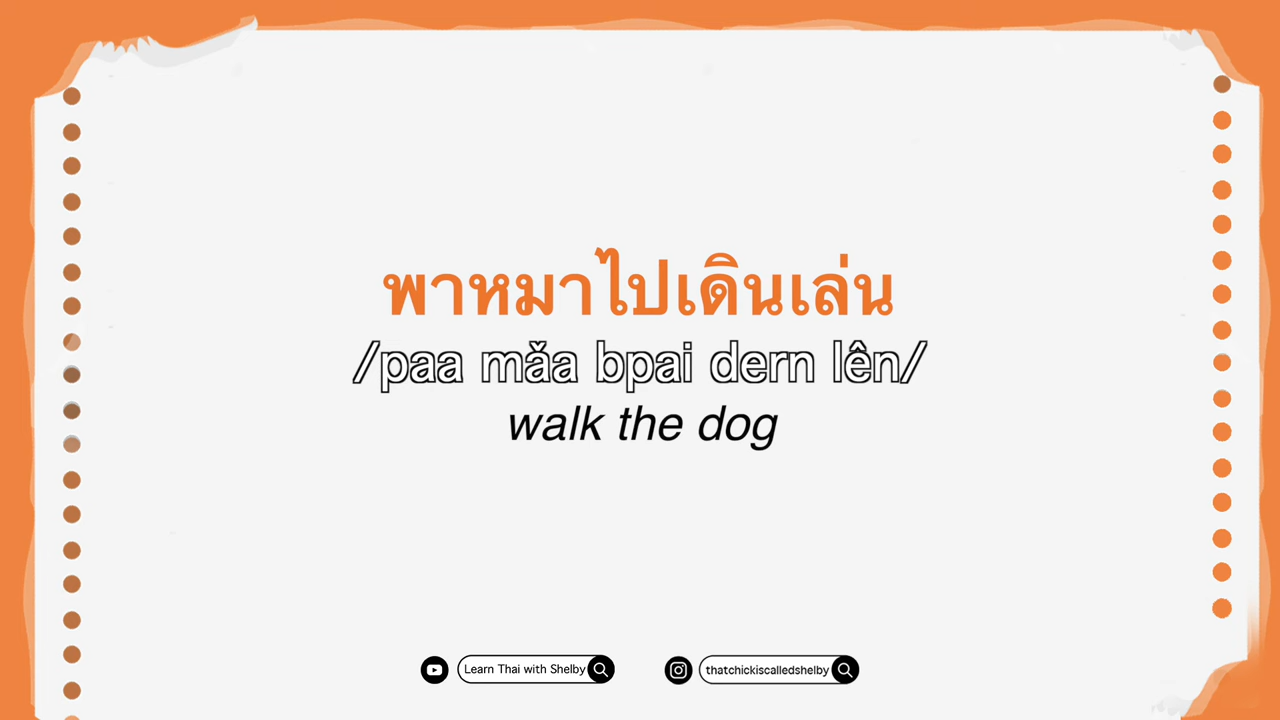 พาหมาไปเดินเล่น
/paa mǎa bpai dern lên/
walk the dog
Learn Thai with Shelby
thatchickiscalledshelby